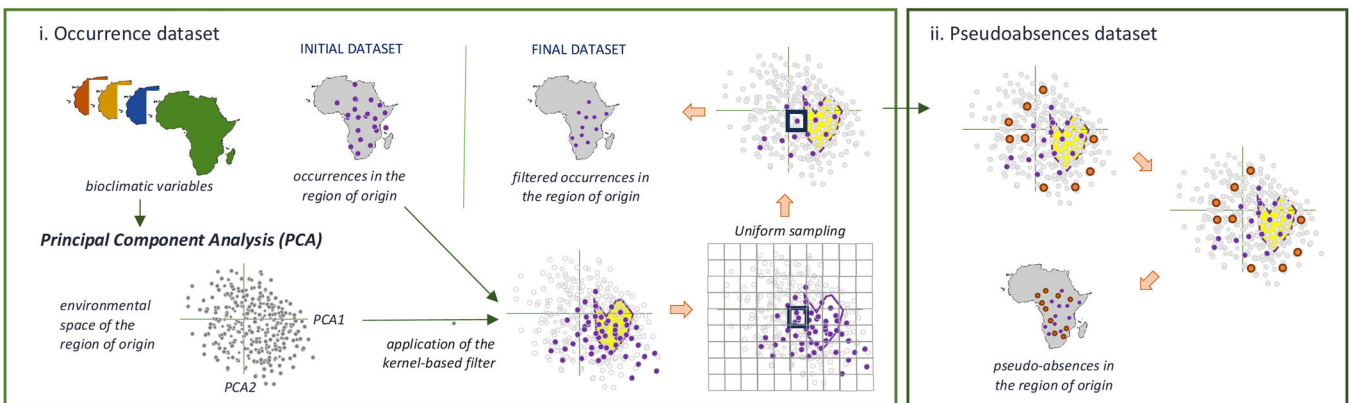 i. Occurrence dataset
INITIAL DATASET
FINAL DATASET
bioclimatic variables
occurrences in the
region of origin
filtered occurrences in
the region of origin
Principal Component Analysis (PCA)
Uniform sampling
environmental
space of the
region of origin
PCA1
PCA2
application of the
kernel-based filter
ii. Pseudoabsences dataset
pseudo-absences in
the region of origin